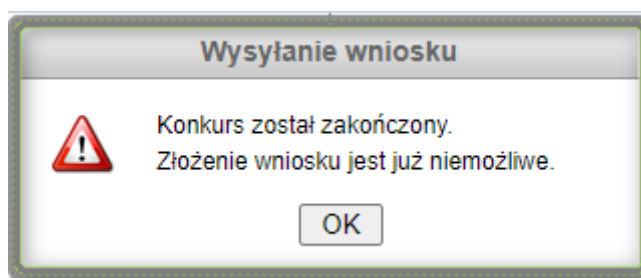 Wysyłanie wniosku
Konkurs został zakończony.
Złożenie wniosku jest już niemożliwe.
OK